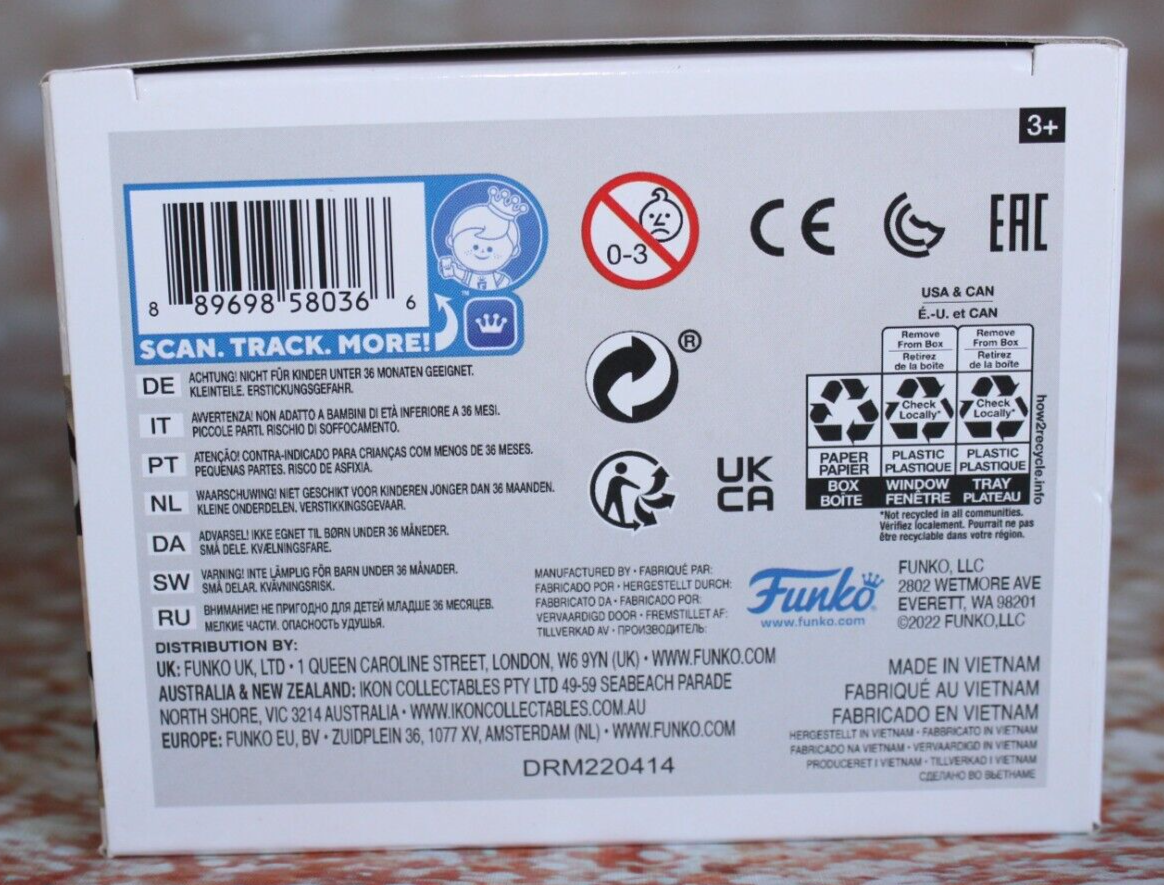 3+
8 89698 58036 6
SCAN. TRACK. MORE!
™
0-3
CE
EAC
®
UK
CA
USA & CAN
É.-U. et CAN
Remove
From Box
Retirez
de la boîte
Remove
From Box
Retirez
de la boîte
Check
Locally*
Check
Locally*
PAPER
PAPIER
PLASTIC
PLASTIQUE
PLASTIC
PLASTIQUE
BOX
BOÎTE
WINDOW
FENÊTRE
TRAY
PLATEAU
how2recycle.info
*Not recycled in all communities.
Vérifiez localement. Pourrait ne pas
être recyclable dans votre région.
DE ACHTUNG! NICHT FÜR KINDER UNTER 36 MONATEN GEEIGNET.
KLEINTEILE. ERSTICKUNGSGEFAHR.
IT AVVERTENZA! NON ADATTO A BAMBINI DI ETÀ INFERIORE A 36 MESI.
PICCOLE PARTI. RISCHIO DI SOFFOCAMENTO.
PT ATENÇÃO! CONTRA-INDICADO PARA CRIANÇAS COM MENOS DE 36 MESES.
PEQUENAS PARTES. RISCO DE ASFIXIA.
NL WAARSCHUWING! NIET GESCHIKT VOOR KINDEREN JONGER DAN 36 MAANDEN.
KLEINE ONDERDELEN. VERSTIKKINGSGEVAAR.
DA ADVARSEL! IKKE EGNET TIL BØRN UNDER 36 MÅNEDER.
SMÅ DELE. KVÆLNINGSFARE.
SW VARNING! INTE LÄMPLIG FÖR BARN UNDER 36 MÅNADER.
SMÅ DELAR. KVÄVNINGSRISK.
RU ВНИМАНИЕ! НЕ ПРИГОДНО ДЛЯ ДЕТЕЙ МЛАДШЕ 36 МЕСЯЦЕВ.
МЕЛКИЕ ЧАСТИ. ОПАСНОСТЬ УДУШЬЯ.
MANUFACTURED BY • FABRIQUÉ PAR:
FABRICADO POR • HERGESTELLT DURCH:
FABBRICATO DA • FABRICADO POR:
VERVAARDIGD DOOR • FREMSTILLET AF:
TILLVERKAD AV • ПРОИЗВОДИТЕЛЬ:
Funko
www.funko.com
FUNKO, LLC
2802 WETMORE AVE
EVERETT, WA 98201
©2022 FUNKO,LLC
DISTRIBUTION BY:
UK: FUNKO UK, LTD • 1 QUEEN CAROLINE STREET, LONDON, W6 9YN (UK) • WWW.FUNKO.COM
AUSTRALIA & NEW ZEALAND: IKON COLLECTABLES PTY LTD 49-59 SEABEACH PARADE
NORTH SHORE, VIC 3214 AUSTRALIA • WWW.IKONCOLLECTABLES.COM.AU
EUROPE: FUNKO EU, BV • ZUIDPLEIN 36, 1077 XV, AMSTERDAM (NL) • WWW.FUNKO.COM
DRM220414
MADE IN VIETNAM
FABRIQUÉ AU VIETNAM
FABRICADO EN VIETNAM
HERGESTELLT IN VIETNAM • FABBRICATO IN VIETNAM
FABRICADO NA VIETNAM • VERVAARDIGD IN VIETNAM
PRODUCERET I VIETNAM • TILLVERKAD I VIETNAM
СДЕЛАНО ВО ВЬЕТНАМЕ